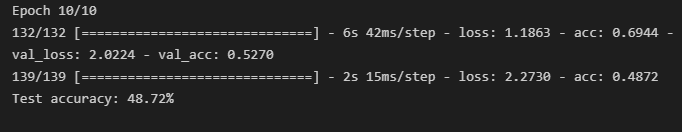 Epoch 10/10
132/132 [==============================] - 6s 42ms/step - loss: 1.1863 - acc: 0.6944 -
val_loss: 2.0224 - val_acc: 0.5270
139/139 [==============================] - 2s 15ms/step - loss: 2.2730 - acc: 0.4872
Test accuracy: 48.72%